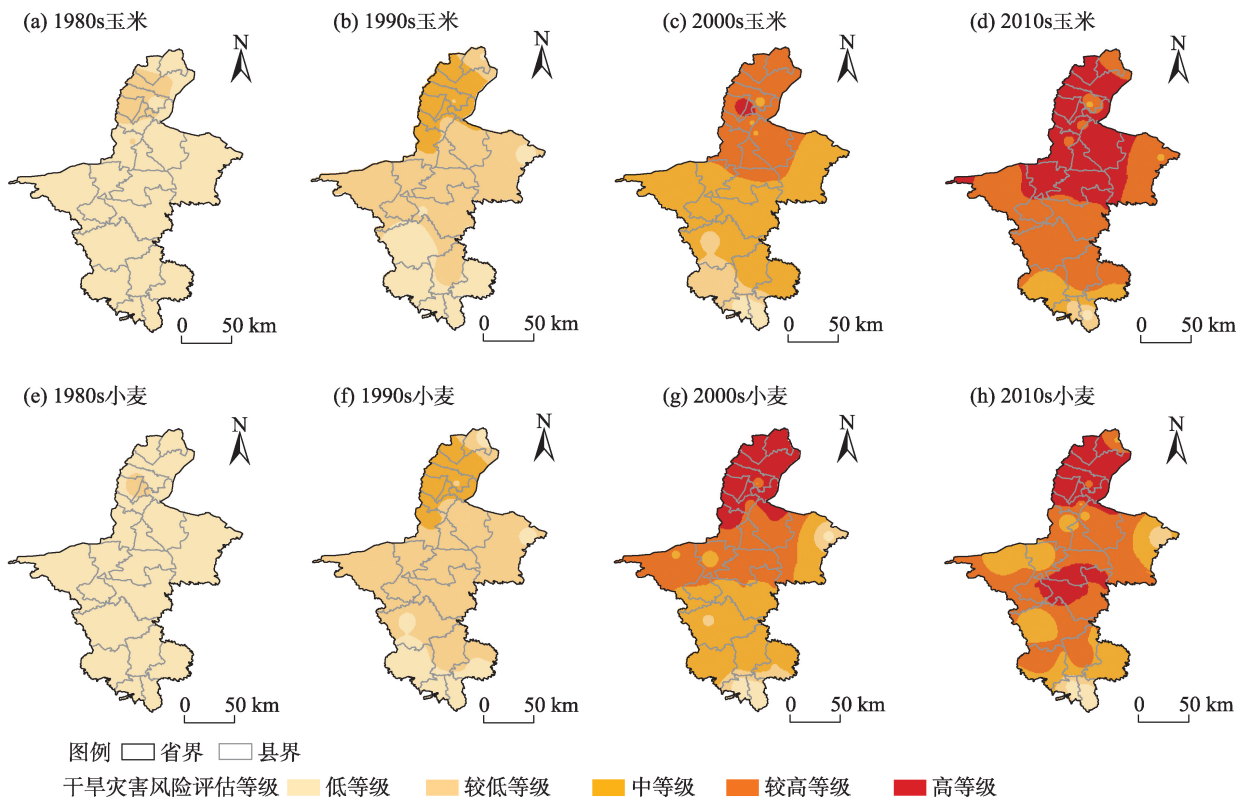 (a) 1980s玉米
(b) 1990s玉米
(c) 2000s玉米
(d) 2010s玉米
N
N
N
N
0 50 km
0 50 km
0 50 km
0 50 km
(e) 1980s小麦
(f) 1990s小麦
(g) 2000s小麦
(h) 2010s小麦
N
N
N
N
0 50 km
0 50 km
0 50 km
0 50 km
图例 省界 县界
干旱灾害风险评估等级 低等级 较低等级 中等级 较高等级 高等级